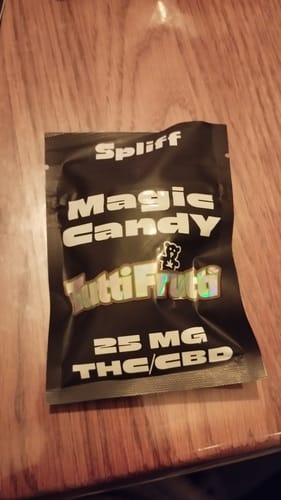 Spliff
Magic
Candy
TuttiFrutti
25 MG
THC/CBD